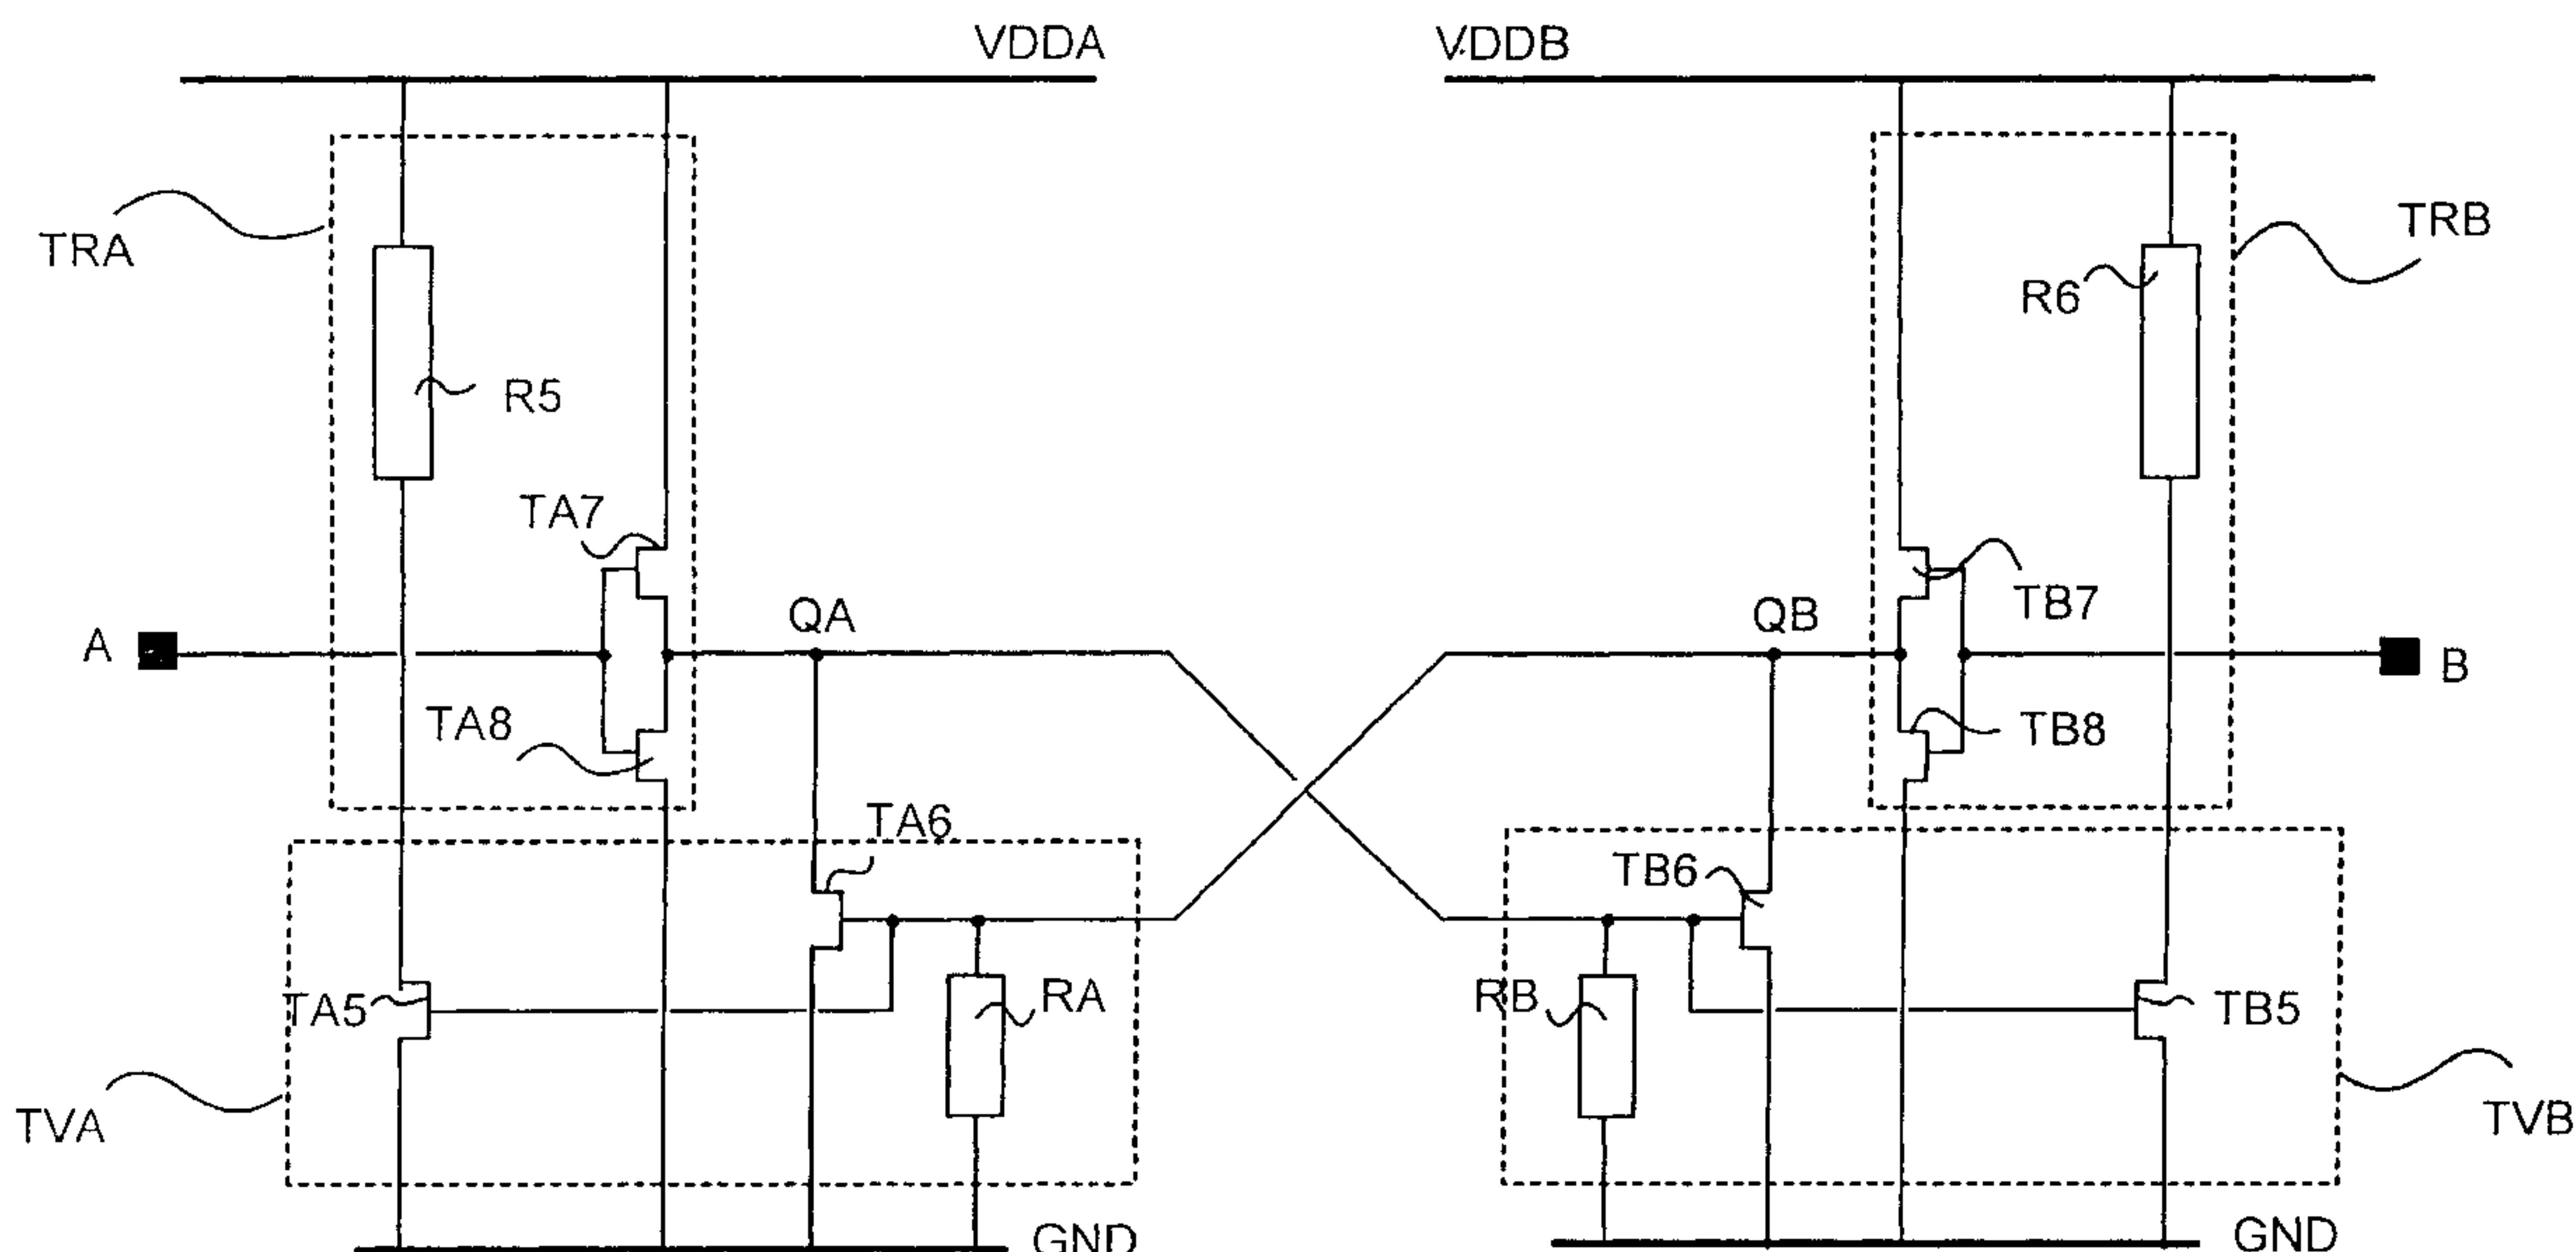 VDDA
VDDB
TRA
TRB
R6
R5
TA7
TB7
A
QA
QB
B
TA8
TB8
TA6
TB6
TA5
RA
RB
TB5
TVA
TVB
GND
GND